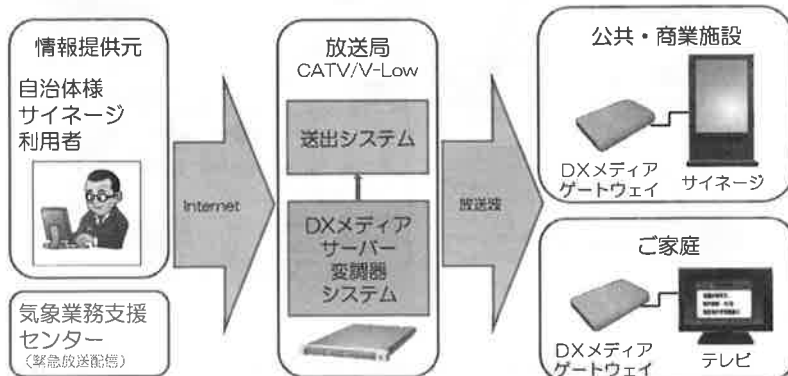 情報提供元
自治体様
サイネージ
利用者
気象業務支援
センター
(緊急放送配信)
Internet
放送局
CATV/V-Low
送出システム
DXメディア
サーバー
変調器
システム
放送波
公共・商業施設
DXメディア
ゲートウェイ
サイネージ
ご家庭
DXメディア
ゲートウェイ
テレビ